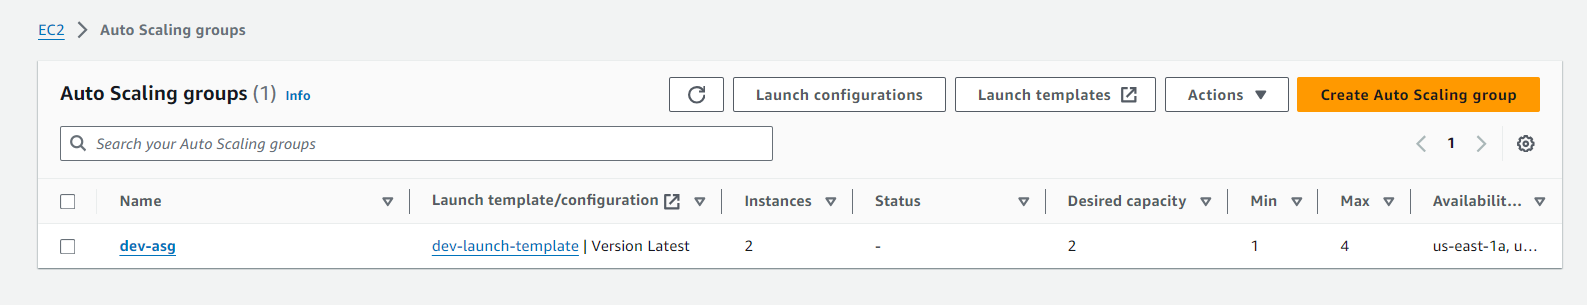 EC2 > Auto Scaling groups
Auto Scaling groups (1) Info
Launch configurations
Launch templates
Actions
Create Auto Scaling group
Search your Auto Scaling groups
1
Name Launch template/configuration Instances Status Desired capacity Min Max Availabilit...
dev-asg dev-launch-template | Version Latest 2 - 2 1 4 us-east-1a, u...